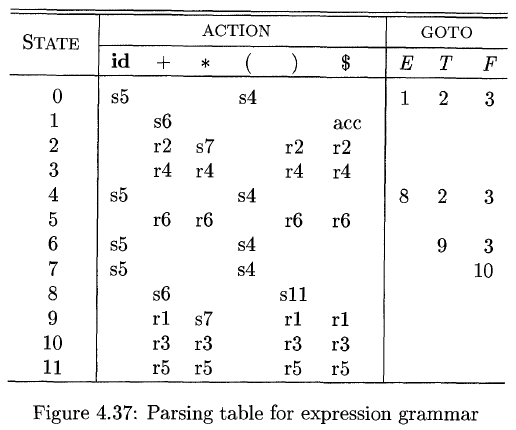 STATE ACTION GOTO
id + * ( ) $ E T F
0 s5 s4 1 2 3
1 s6 acc
2 r2 s7 r2 r2
3 r4 r4 r4 r4
4 s5 s4 8 2 3
5 r6 r6 r6 r6
6 s5 s4 9 3
7 s5 s4 10
8 s6 s11
9 r1 s7 r1 r1
10 r3 r3 r3 r3
11 r5 r5 r5 r5
Figure 4.37: Parsing table for expression grammar